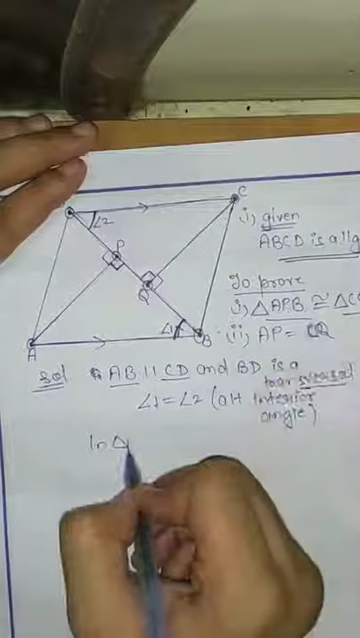 C
∠2
i, given
ABCD is a llg
P
Q
To prove
i, △APB ≅ △C
∠1
B
ii, AP = CQ
A
Sol AB || CD and BD is a
transversal
∠1 = ∠2 (alt interior
angle)
In △